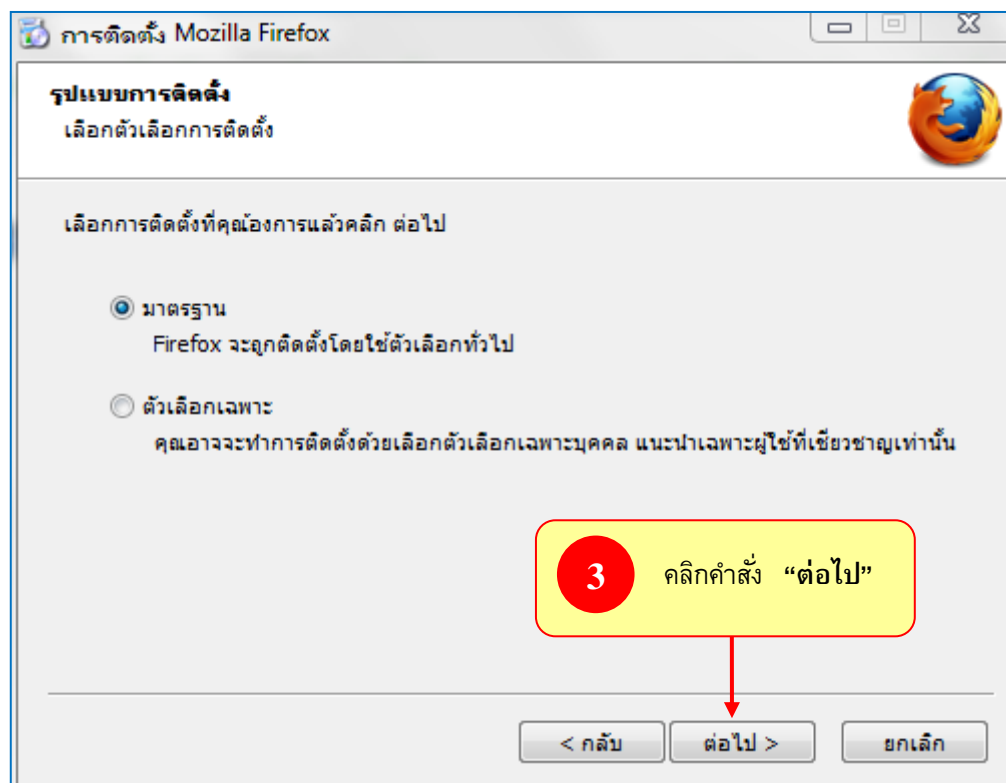 การติดตั้ง Mozilla Firefox
รูปแบบการติดตั้ง
เลือกตัวเลือกการติดตั้ง
เลือกการติดตั้งที่คุณ้องการแล้วคลิก ต่อไป
มาตรฐาน
Firefox จะถูกติดตั้งโดยใช้ตัวเลือกทั่วไป
ตัวเลือกเฉพาะ
คุณอาจจะทำการติดตั้งด้วยเลือกตัวเลือกเฉพาะบุคคล แนะนำเฉพาะผู้ใช้ที่เชี่ยวชาญเท่านั้น
3 คลิกคำสั่ง “ต่อไป”
< กลับ ต่อไป > ยกเลิก